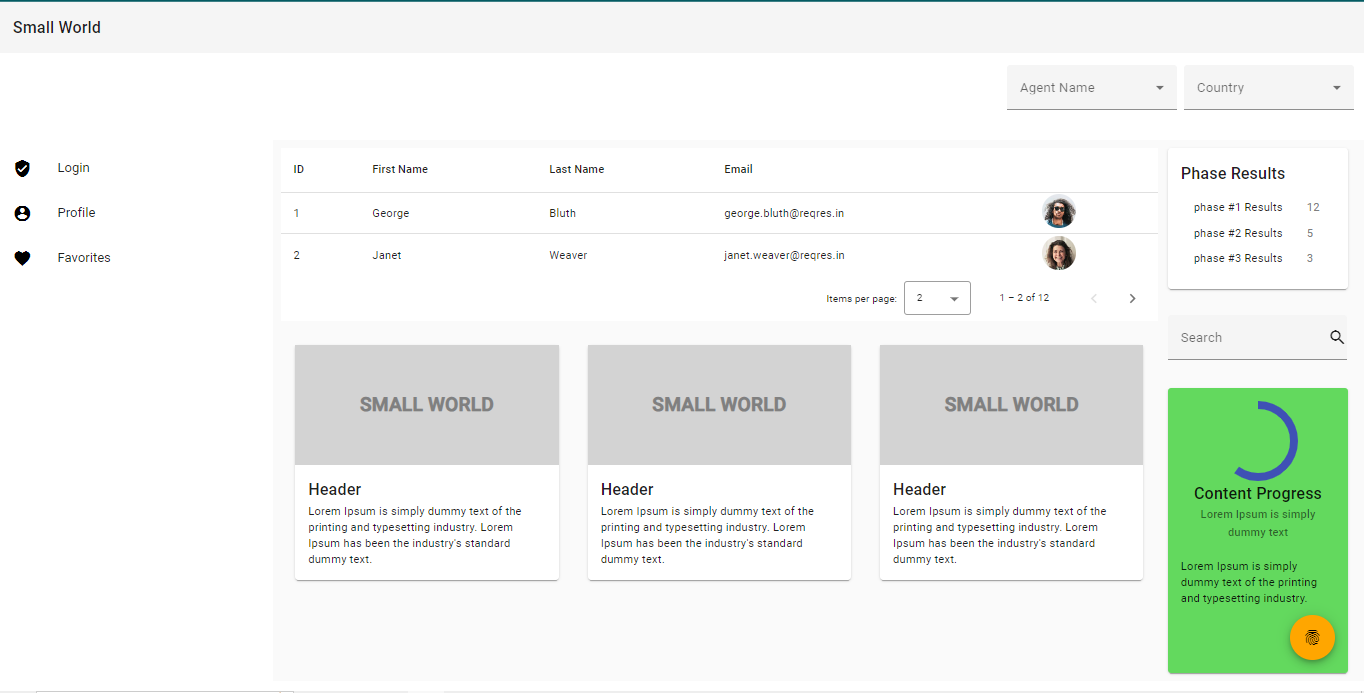 Small World
Agent Name
Country
Login
Profile
Favorites
ID First Name Last Name Email
1 George Bluth george.bluth@reqres.in
2 Janet Weaver janet.weaver@reqres.in
Items per page: 2 1 – 2 of 12
Phase Results
phase #1 Results 12
phase #2 Results 5
phase #3 Results 3
Search
SMALL WORLD
Header
Lorem Ipsum is simply dummy text of the
printing and typesetting industry. Lorem
Ipsum has been the industry's standard
dummy text.
SMALL WORLD
Header
Lorem Ipsum is simply dummy text of the
printing and typesetting industry. Lorem
Ipsum has been the industry's standard
dummy text.
SMALL WORLD
Header
Lorem Ipsum is simply dummy text of the
printing and typesetting industry. Lorem
Ipsum has been the industry's standard
dummy text.
Content Progress
Lorem Ipsum is simply
dummy text
Lorem Ipsum is simply
dummy text of the printing
and typesetting industry.